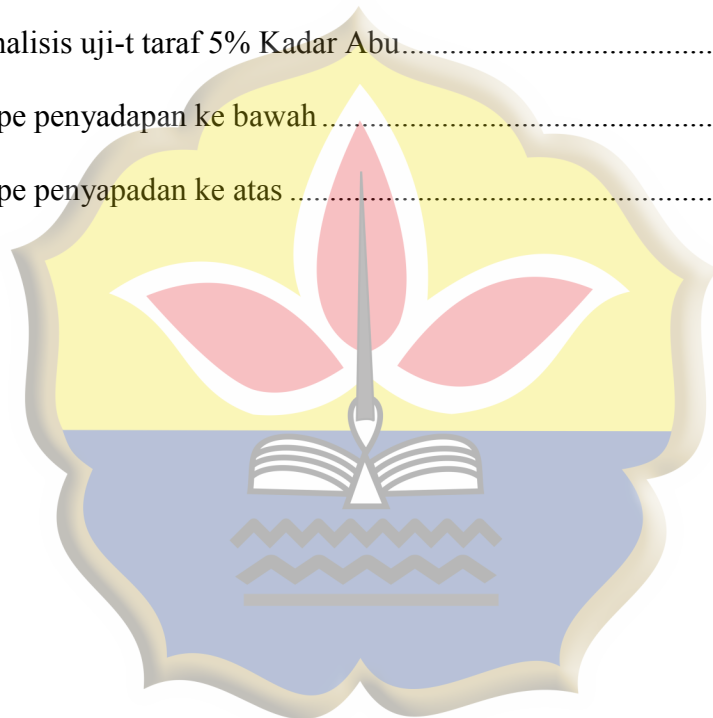 nalisis uji-t taraf 5% Kadar Abu...............................................
pe penyadapan ke bawah...........................................................
pe penyapadan ke atas................................................................